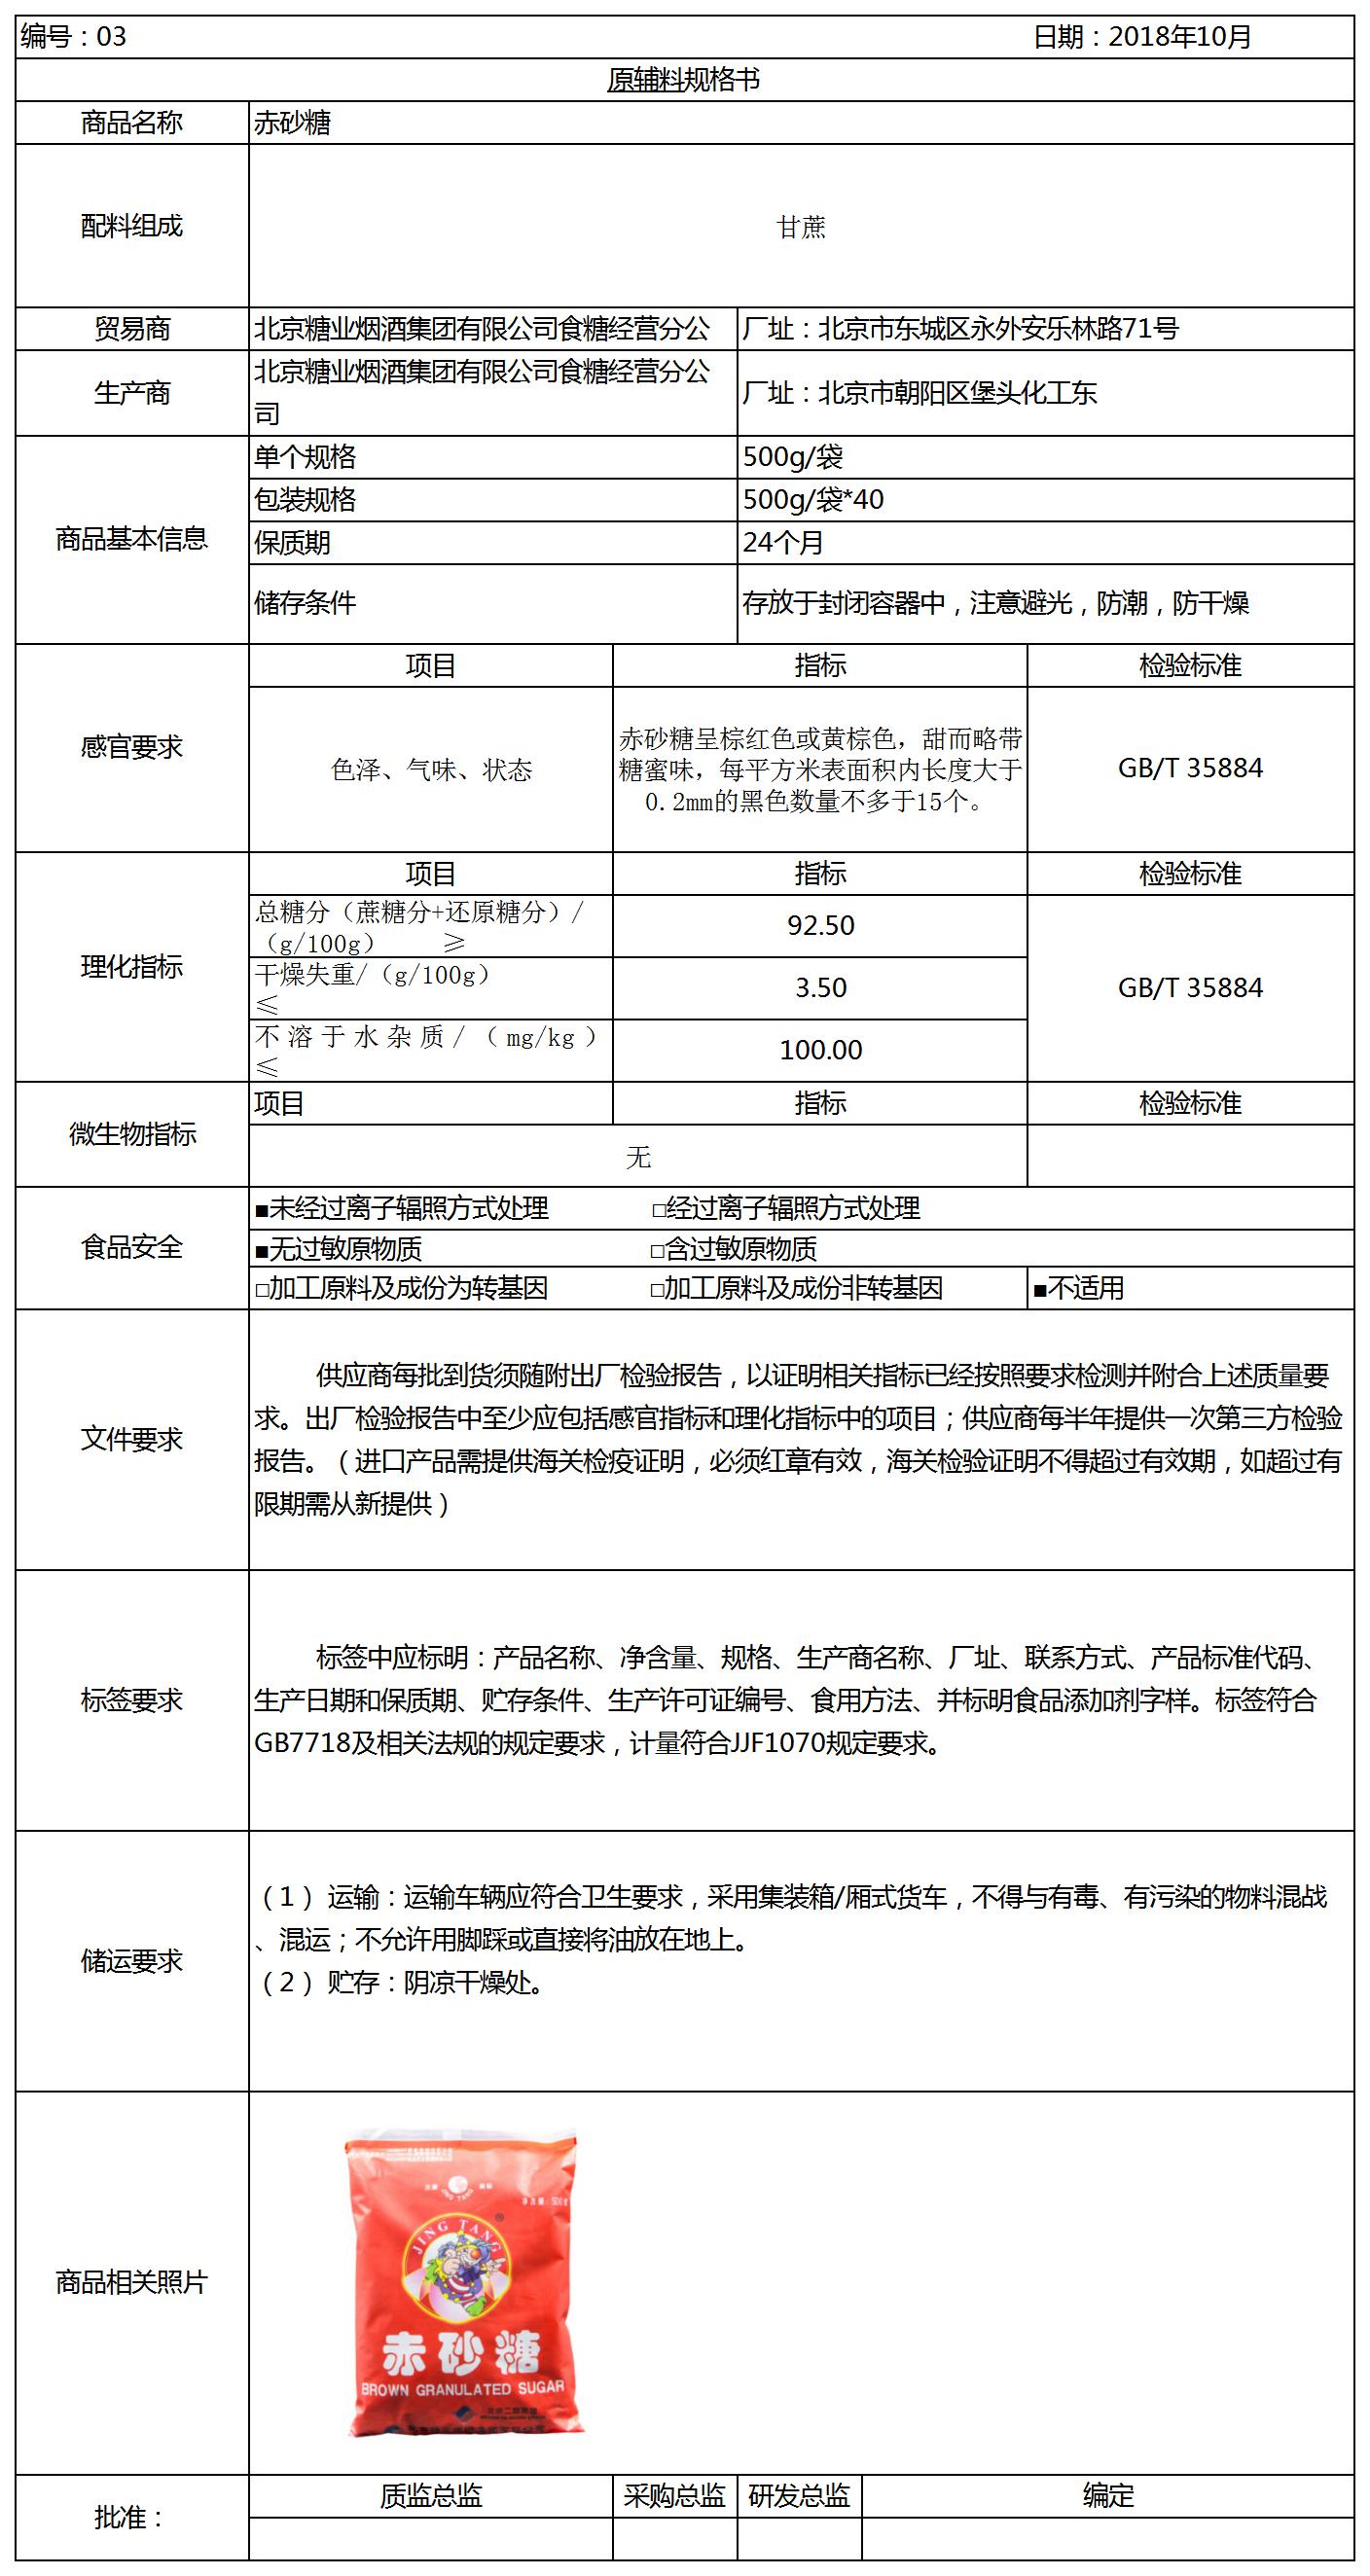 编号：03 日期：2018年10月
原辅料规格书
商品名称 赤砂糖
配料组成 甘蔗
贸易商 北京糖业烟酒集团有限公司食糖经营分公 厂址：北京市东城区永外安乐林路71号
生产商 北京糖业烟酒集团有限公司食糖经营分公
司 厂址：北京市朝阳区堡头化工东
商品基本信息
单个规格 500g/袋
包装规格 500g/袋*40
保质期 24个月
储存条件 存放于封闭容器中，注意避光，防潮，防干燥
感官要求
项目 指标 检验标准
色泽、气味、状态
赤砂糖呈棕红色或黄棕色，甜而略带
糖蜜味，每平方米表面积内长度大于
0.2mm的黑色数量不多于15个。
GB/T 35884
理化指标
项目 指标 检验标准
总糖分（蔗糖分+还原糖分）/
（g/100g） ≥ 92.50
干燥失重/（g/100g）
≤ 3.50
不溶于水杂质/（mg/kg）
≤ 100.00
GB/T 35884
微生物指标
项目 指标 检验标准
无
食品安全
■未经过离子辐照方式处理 □经过离子辐照方式处理
■无过敏原物质 □含过敏原物质
□加工原料及成份为转基因 □加工原料及成份非转基因 ■不适用
文件要求
供应商每批到货须随附出厂检验报告，以证明相关指标已经按照要求检测并附合上述质量要
求。出厂检验报告中至少应包括感官指标和理化指标中的项目；供应商每半年提供一次第三方检验
报告。（进口产品需提供海关检疫证明，必须红章有效，海关检验证明不得超过有效期，如超过有
限期需从新提供）
标签要求
标签中应标明：产品名称、净含量、规格、生产商名称、厂址、联系方式、产品标准代码、
生产日期和保质期、贮存条件、生产许可证编号、食用方法、并标明食品添加剂字样。标签符合
GB7718及相关法规的规定要求，计量符合JJF1070规定要求。
储运要求
（1） 运输：运输车辆应符合卫生要求，采用集装箱/厢式货车，不得与有毒、有污染的物料混战
、混运；不允许用脚踩或直接将油放在地上。
（2） 贮存：阴凉干燥处。
商品相关照片
JING TANG
JING TANG
赤砂糖
BROWN GRANULATED SUGAR
批准：
质监总监 采购总监 研发总监 编定